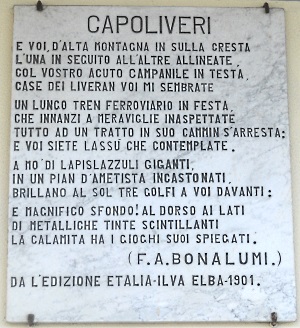 CAPOLIVERI
E VOI, D'ALTA MONTAGNA IN SULLA CRESTA
L'UNA IN SEGUITO ALL'ALTRE ALLINEATE,
COL VOSTRO ACUTO CAMPANILE IN TESTA,
CASE DEI LIVERAN VOI MI SEMBRATE
UN LUNGO TREN FERROVIARIO IN FESTA,
CHE INNANZI A MERAVIGLIE INASPETTATE
TUTTO AD UN TRATTO IN SUO CAMMIN S'ARRESTA:
E VOI SIETE LASSÙ CHE CONTEMPLATE.
A MO' DI LAPISLAZZULI GIGANTI,
IN UN PIAN D'AMETISTA INCASTONATI,
BRILLANO AL SOL TRE GOLFI A VOI DAVANTI:
E MAGNIFICO SFONDO! AL DORSO AI LATI
DI METALLICHE TINTE SCINTILLANTI
LA CALAMITA HA I GIOCHI SUOI SPIEGATI.
(F.A.BONALUMI.)
DA L'EDIZIONE ETALIA-ILVA ELBA-1901.